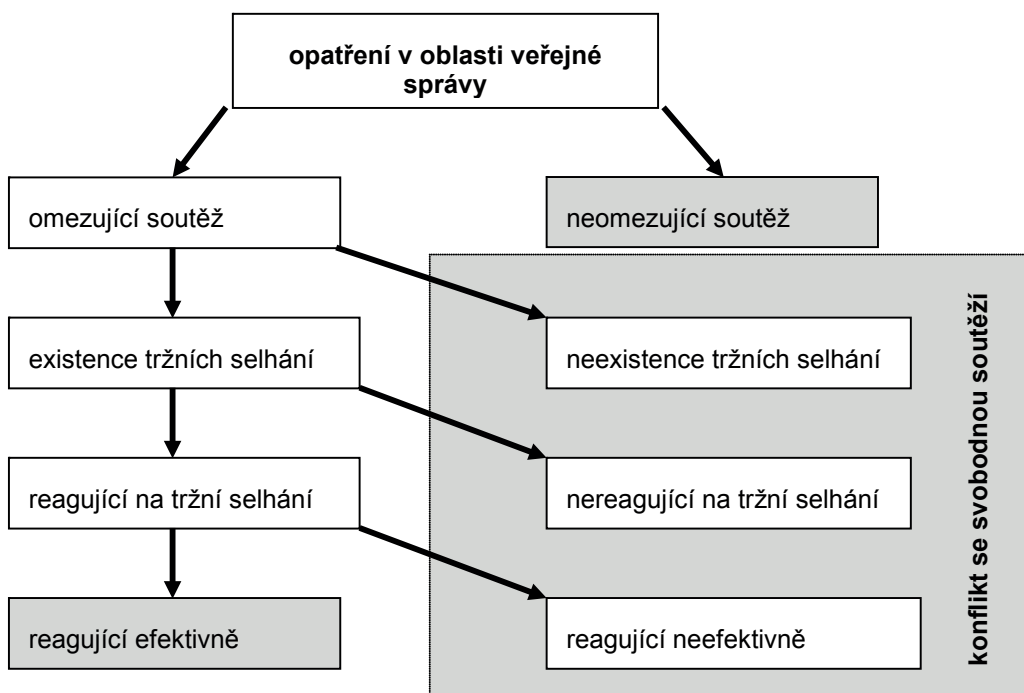 opatření v oblasti veřejné
správy
omezující soutěž
neomezující soutěž
existence tržních selhání
neexistence tržních selhání
reagující na tržní selhání
nereagující na tržní selhání
reagující efektivně
reagující neefektivně
konflikt se svobodnou soutěží